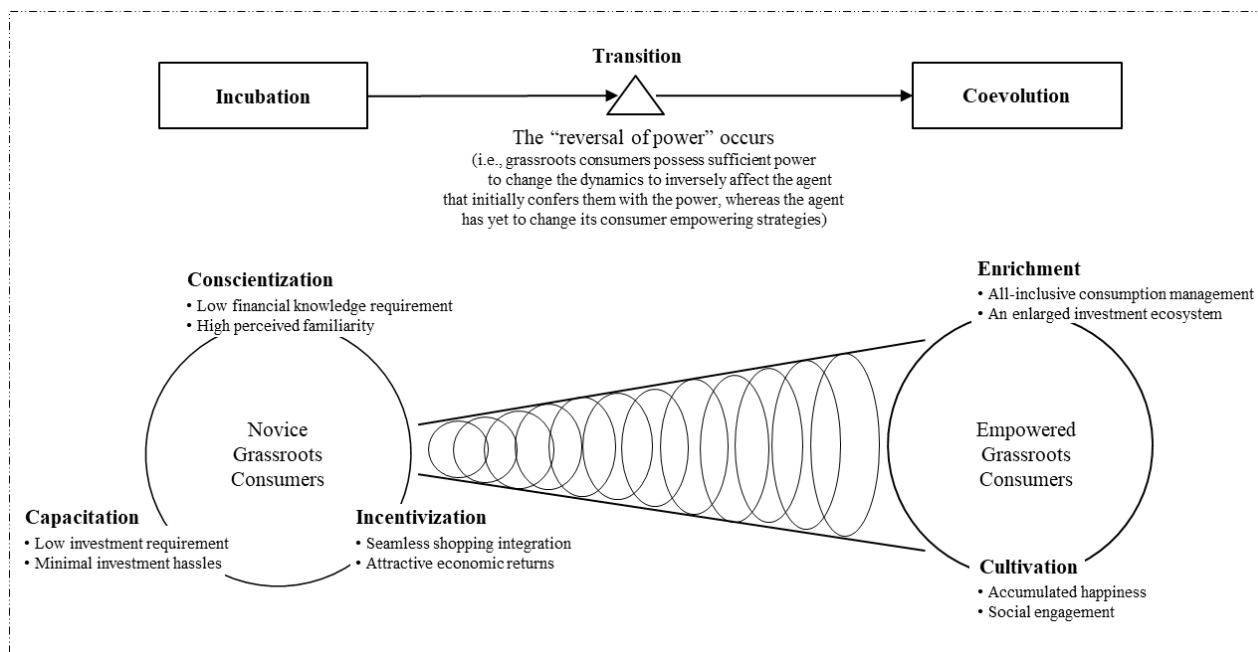 Transition
Incubation
Coevolution
The “reversal of power” occurs
(i.e., grassroots consumers possess sufficient power
to change the dynamics to inversely affect the agent
that initially confers them with the power, whereas the agent
has yet to change its consumer empowering strategies)
Conscientization
• Low financial knowledge requirement
• High perceived familiarity
Novice
Grassroots
Consumers
Capacitation
• Low investment requirement
• Minimal investment hassles
Incentivization
• Seamless shopping integration
• Attractive economic returns
Enrichment
• All-inclusive consumption management
• An enlarged investment ecosystem
Empowered
Grassroots
Consumers
Cultivation
• Accumulated happiness
• Social engagement